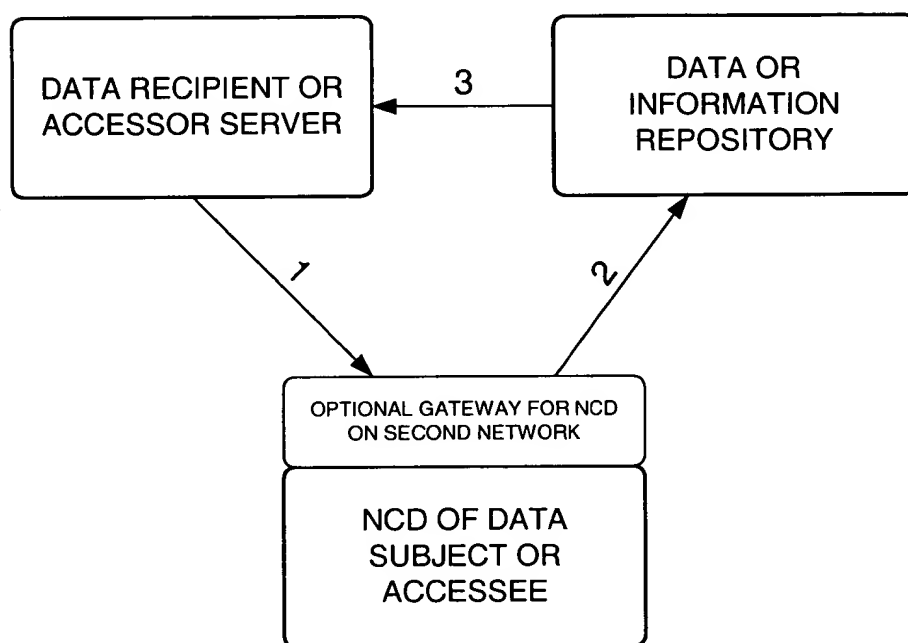 DATA RECIPIENT OR
ACCESSOR SERVER
3
DATA OR
INFORMATION
REPOSITORY
1
2
OPTIONAL GATEWAY FOR NCD
ON SECOND NETWORK
NCD OF DATA
SUBJECT OR
ACCESSEE